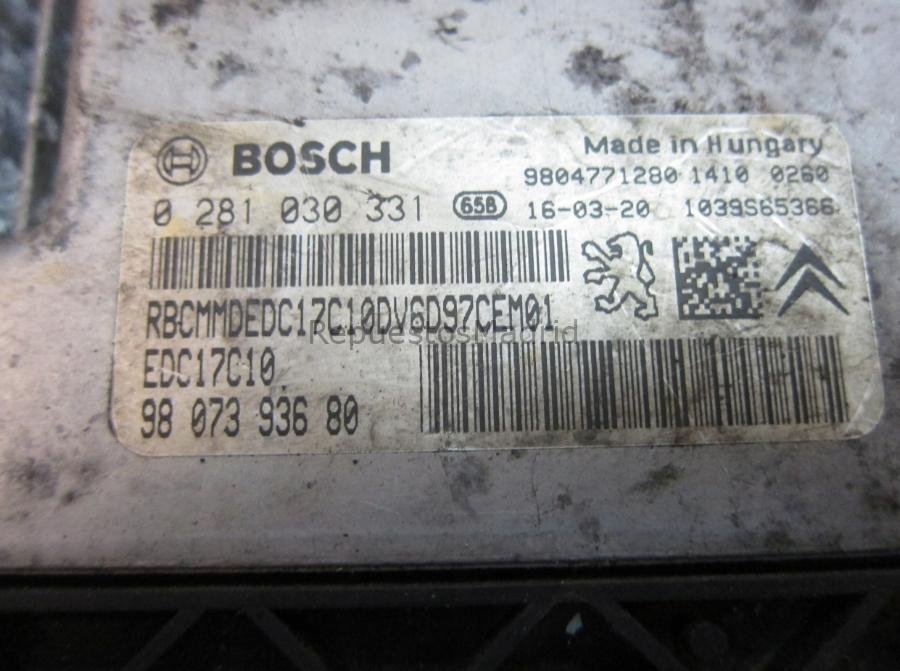 BOSCH
Made in Hungary
9804771280 1410 0260
0 281 030 331 65B 16-03-20 1039S65366
RBCMMDEDC17C10DV6D97CEM01
RepuestosMadrid
EDC17C10
98 073 936 80